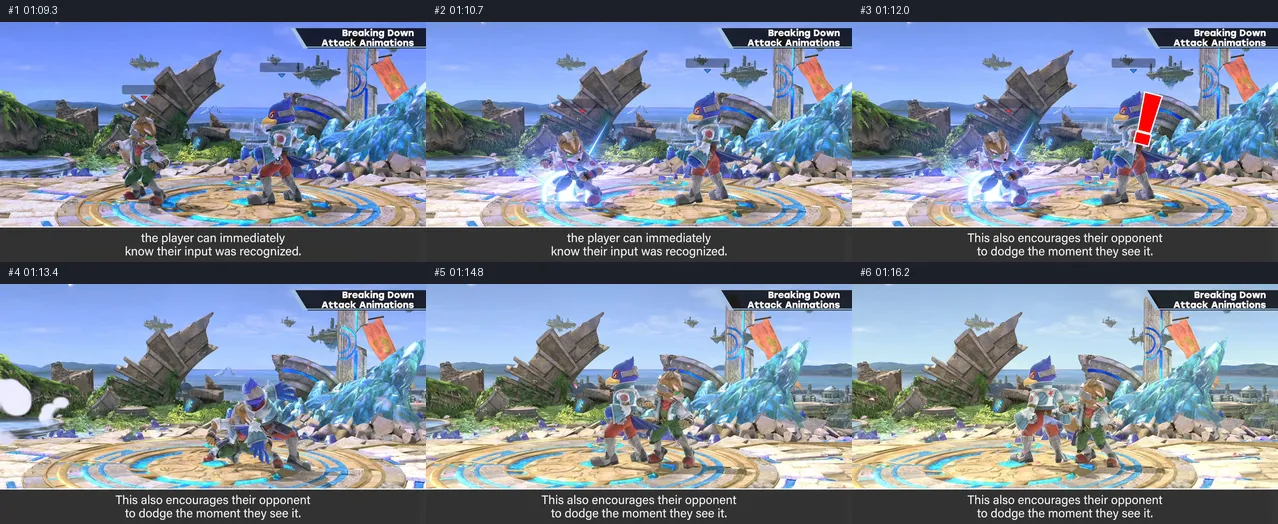 #1 01:09.3
Breaking Down
Attack Animations
the player can immediately
know their input was recognized.
#2 01:10.7
Breaking Down
Attack Animations
the player can immediately
know their input was recognized.
#3 01:12.0
Breaking Down
Attack Animations
!
This also encourages their opponent
to dodge the moment they see it.
#4 01:13.4
Breaking Down
Attack Animations
This also encourages their opponent
to dodge the moment they see it.
#5 01:14.8
Breaking Down
Attack Animations
This also encourages their opponent
to dodge the moment they see it.
#6 01:16.2
Breaking Down
Attack Animations
This also encourages their opponent
to dodge the moment they see it.